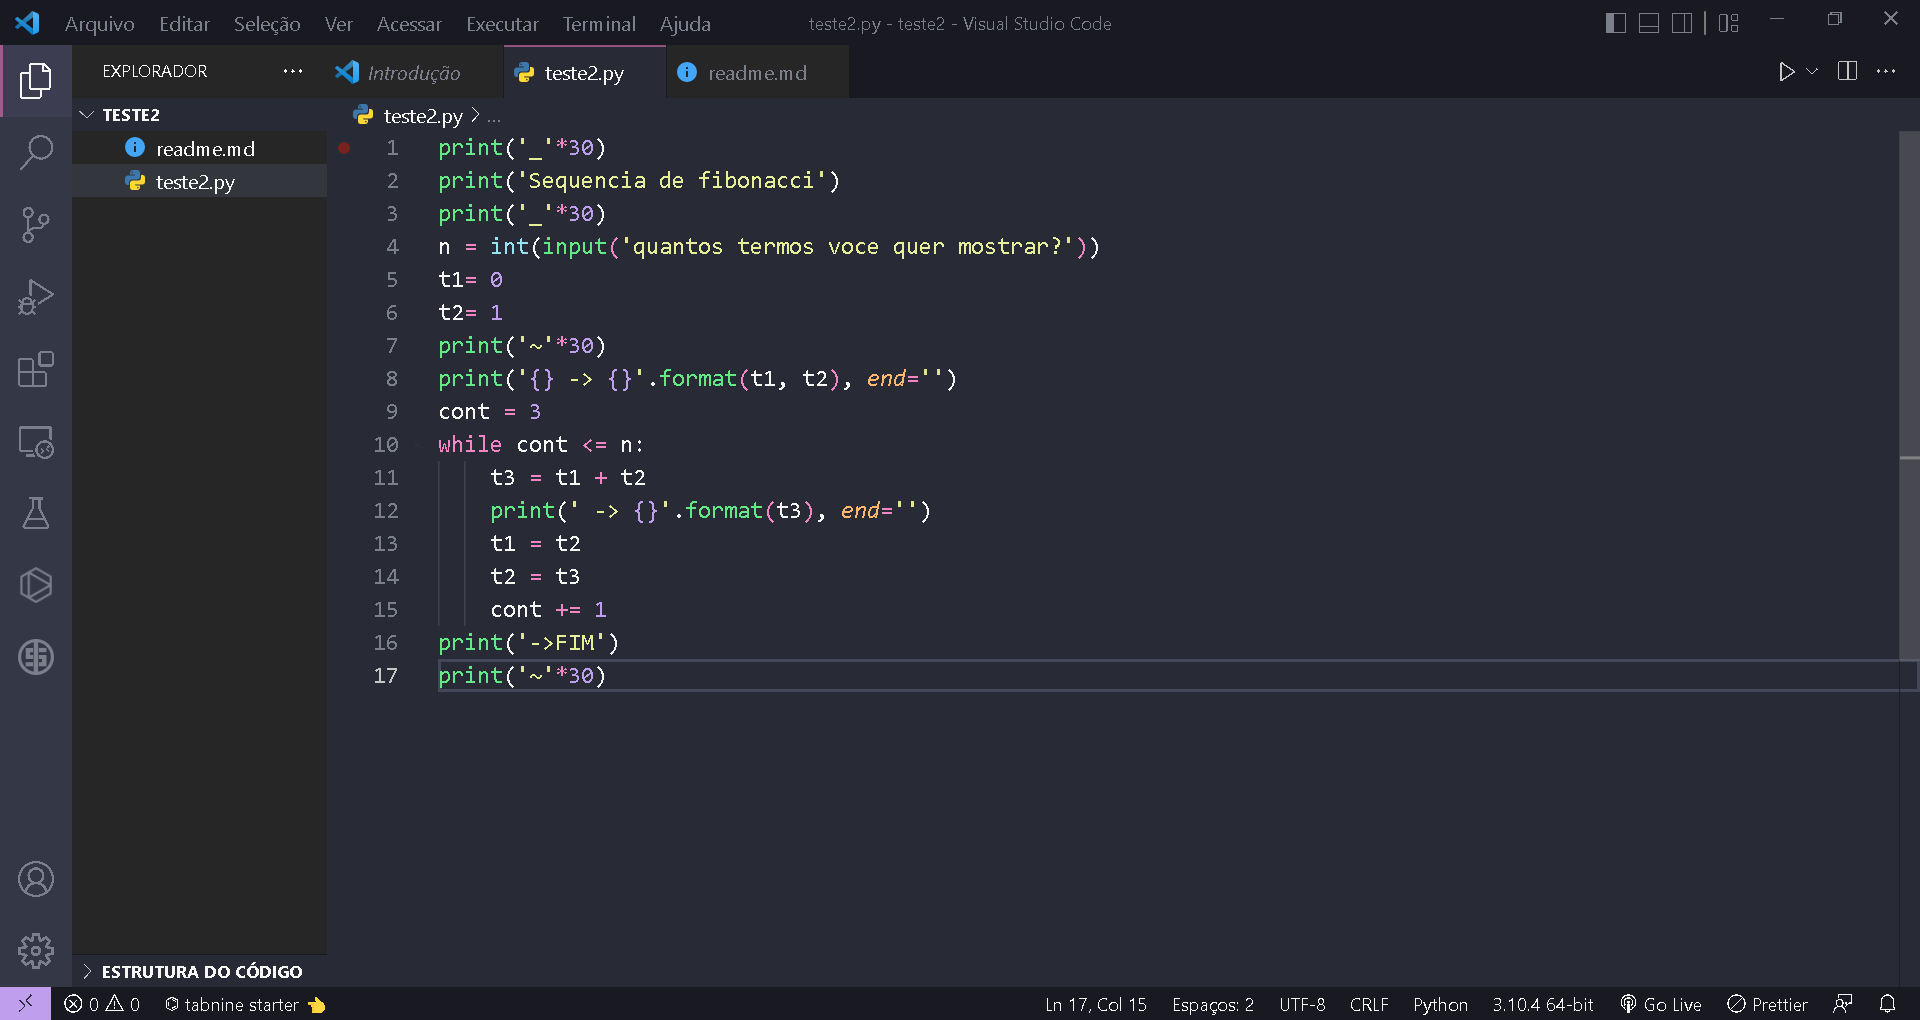 Arquivo Editar Seleção Ver Acessar Executar Terminal Ajuda teste2.py - teste2 - Visual Studio Code
EXPLORADOR ··· Introdução teste2.py readme.md ···
TESTE2
readme.md
teste2.py
ESTRUTURA DO CÓDIGO
teste2.py > ...
1 print('_'*30)
2 print('Sequencia de fibonacci')
3 print('_'*30)
4 n = int(input('quantos termos voce quer mostrar?'))
5 t1= 0
6 t2= 1
7 print('~'*30)
8 print('{} -> {}'.format(t1, t2), end='')
9 cont = 3
10 while cont <= n:
11     t3 = t1 + t2
12     print(' -> {}'.format(t3), end='')
13     t1 = t2
14     t2 = t3
15     cont += 1
16 print('->FIM')
17 print('~'*30)
0 0 tabnine starter 👈 Ln 17, Col 15 Espaços: 2 UTF-8 CRLF Python 3.10.4 64-bit Go Live Prettier